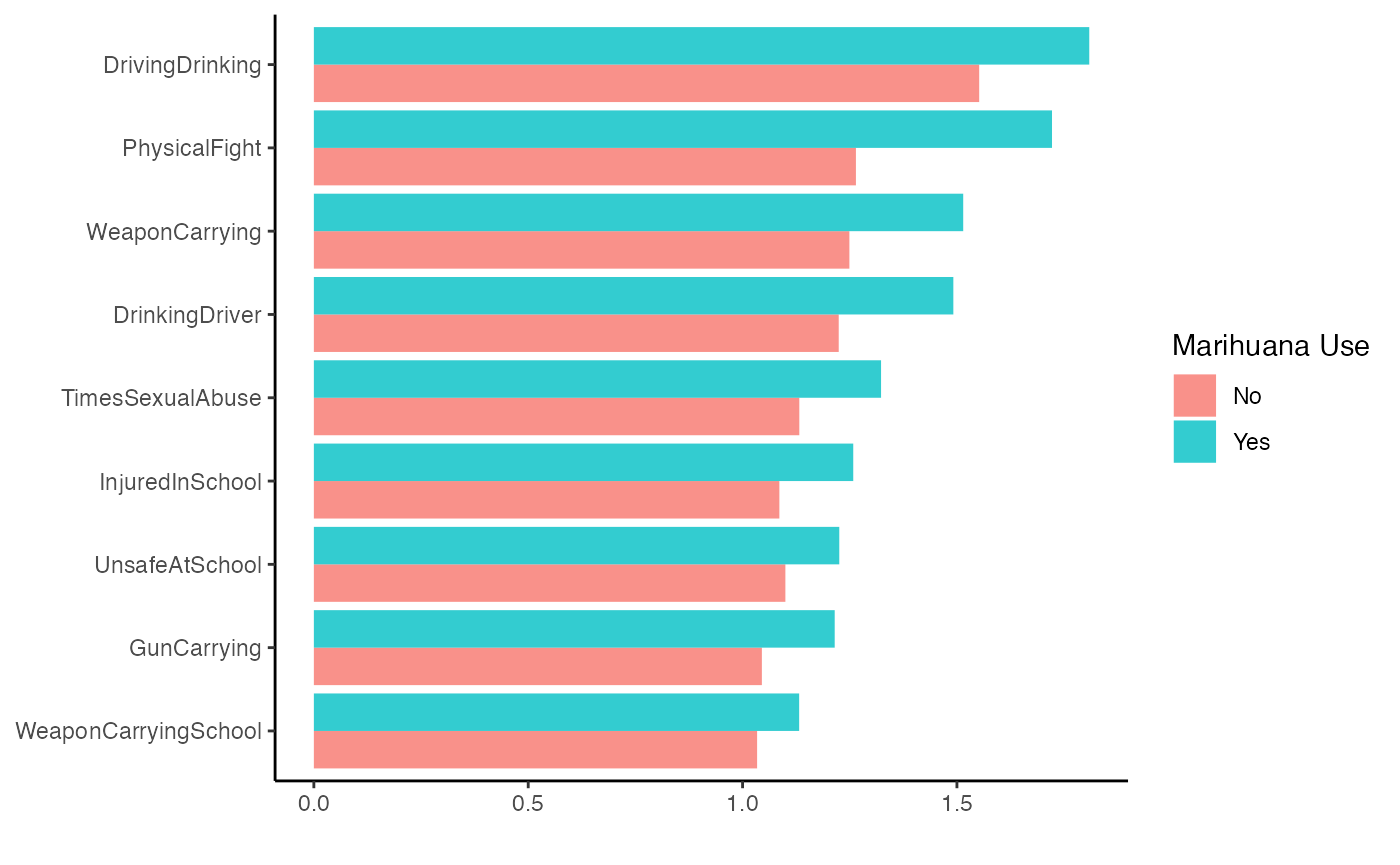 DrivingDrinking
PhysicalFight
WeaponCarrying
DrinkingDriver
TimesSexualAbuse
InjuredInSchool
UnsafeAtSchool
GunCarrying
WeaponCarryingSchool
0.0 0.5 1.0 1.5
Marihuana Use
No
Yes